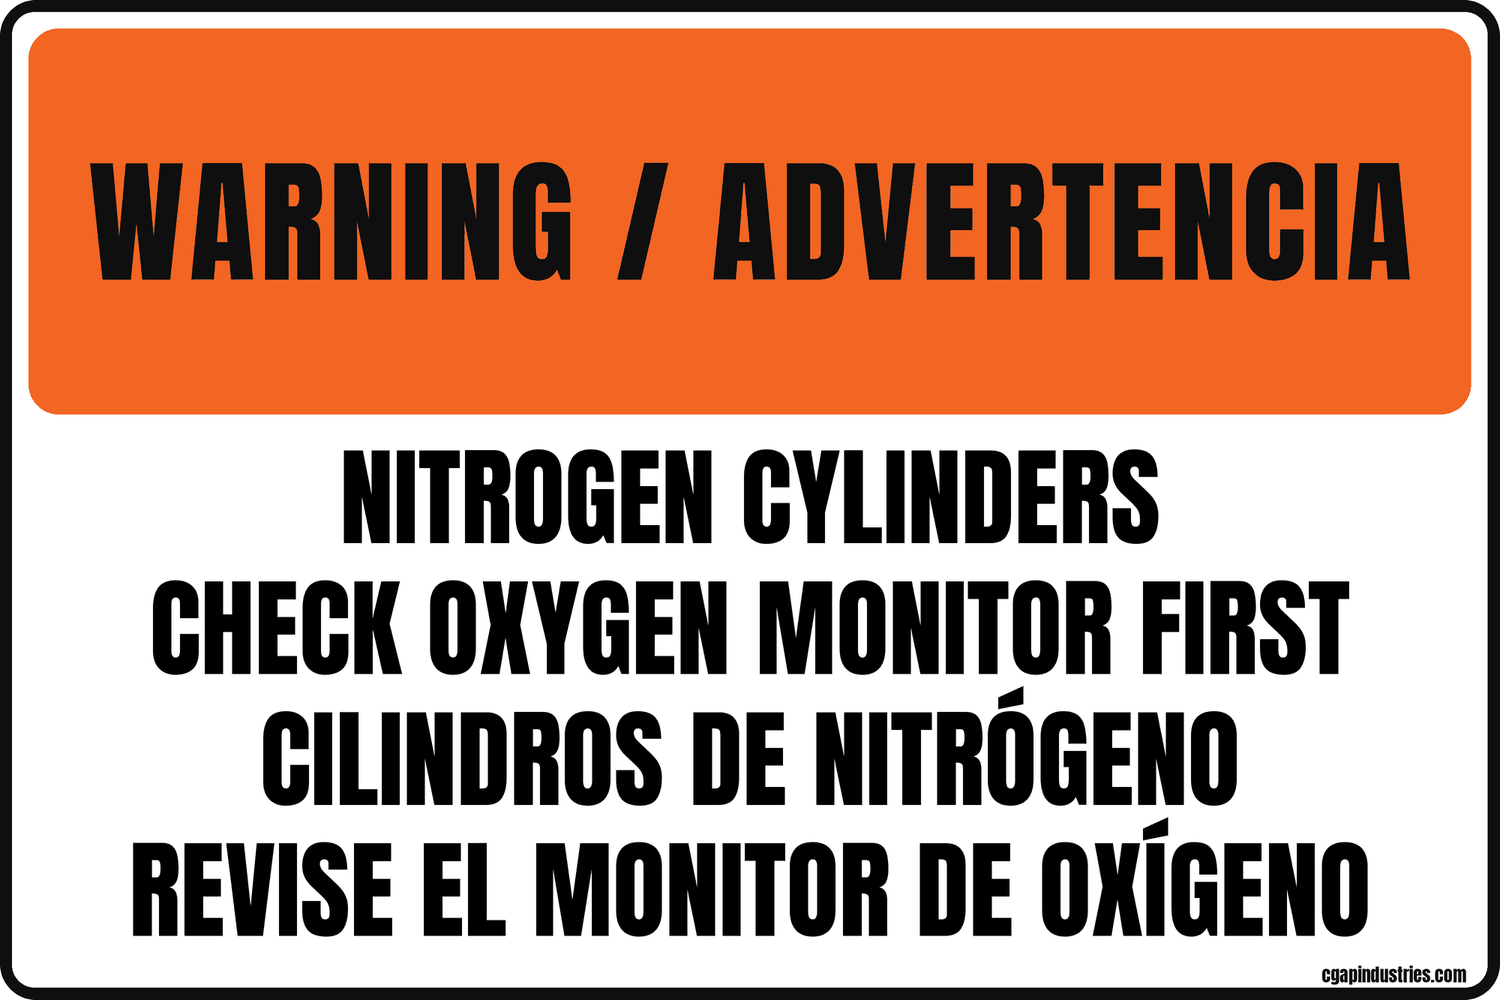 WARNING / ADVERTENCIA
NITROGEN CYLINDERS
CHECK OXYGEN MONITOR FIRST
CILINDROS DE NITRÓGENO
REVISE EL MONITOR DE OXÍGENO
cgapindustries.com